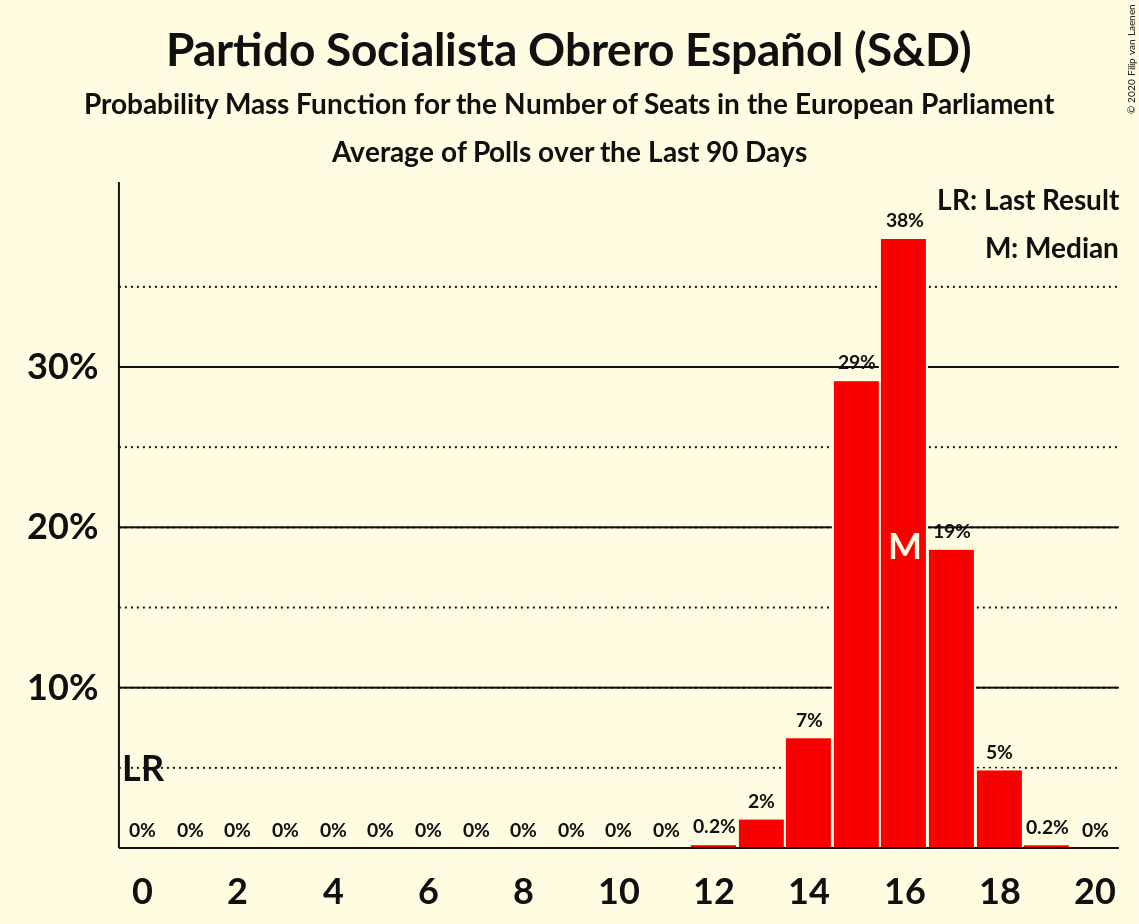 Partido Socialista Obrero Español (S&D)
Probability Mass Function for the Number of Seats in the European Parliament
Average of Polls over the Last 90 Days
© 2020 Filip van Laenen
LR: Last Result
M: Median
38%
30%
29%
20%
19%
M
10%
7%
5%
LR
2%
0% 0% 0% 0% 0% 0% 0% 0% 0% 0% 0% 0% 0.2% 0.2% 0%
0 2 4 6 8 10 12 14 16 18 20